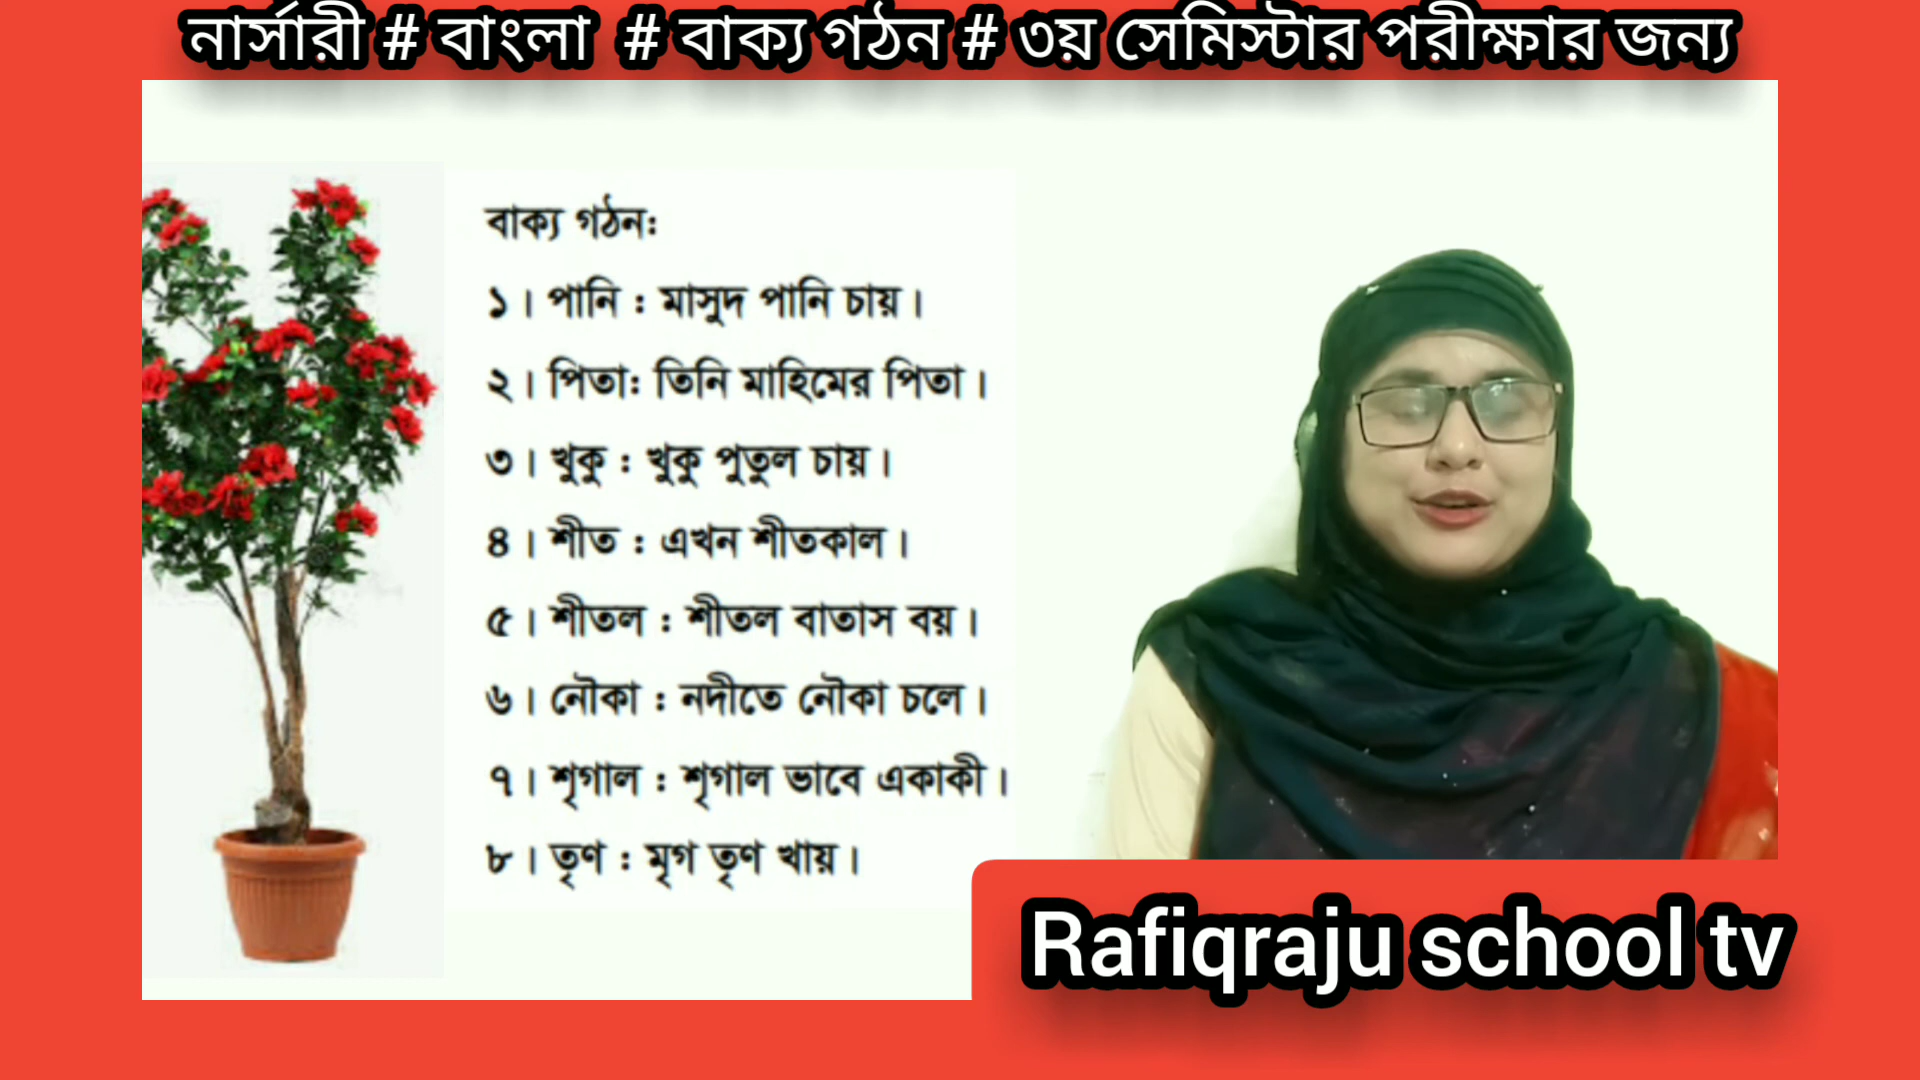 নার্সারী # বাংলা # বাক্য গঠন # ৩য় সেমিস্টার পরীক্ষার জন্য
বাক্য গঠন:
১। পানি : মাসুদ পানি চায়।
২। পিতা: তিনি মাহিমের পিতা।
৩। খুকু : খুকু পুতুল চায়।
৪। শীত : এখন শীতকাল।
৫। শীতল : শীতল বাতাস বয়।
৬। নৌকা : নদীতে নৌকা চলে।
৭। শৃগাল : শৃগাল ভাবে একাকী।
৮। তৃণ : মৃগ তৃণ খায়।
Rafiqraju school tv